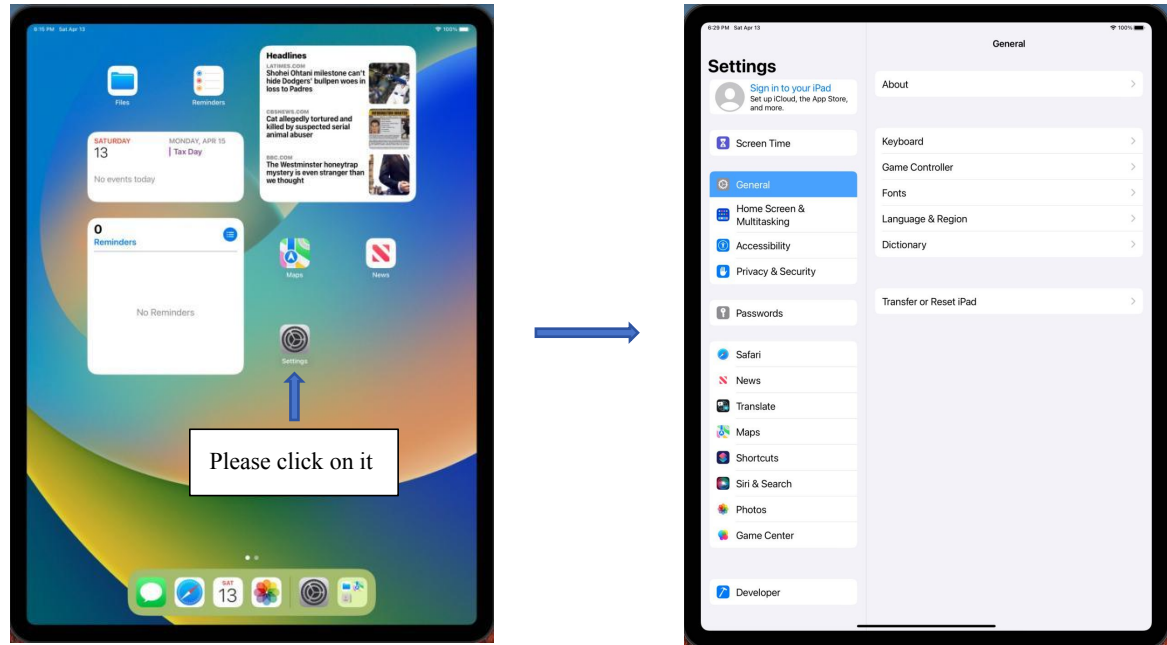 6:15 PM Sat Apr 13
100%
Files
Reminders
Headlines
LATIMES.COM
Shohei Ohtani milestone can't
hide Dodgers' bullpen woes in
loss to Padres
CBSNEWS.COM
Cat allegedly tortured and
killed by suspected serial
animal abuser
BBC.COM
The Westminster honeytrap
mystery is even stranger than
we thought
SATURDAY
13
No events today
MONDAY, APR 15
Tax Day
0
Reminders
No Reminders
Maps
News
Settings
Please click on it
SAT
13
6:29 PM Sat Apr 13
100%
Settings
Sign in to your iPad
Set up iCloud, the App Store,
and more.
Screen Time
General
Home Screen &
Multitasking
Accessibility
Privacy & Security
Passwords
Safari
News
Translate
Maps
Shortcuts
Siri & Search
Photos
Game Center
Developer
General
About
Keyboard
Game Controller
Fonts
Language & Region
Dictionary
Transfer or Reset iPad